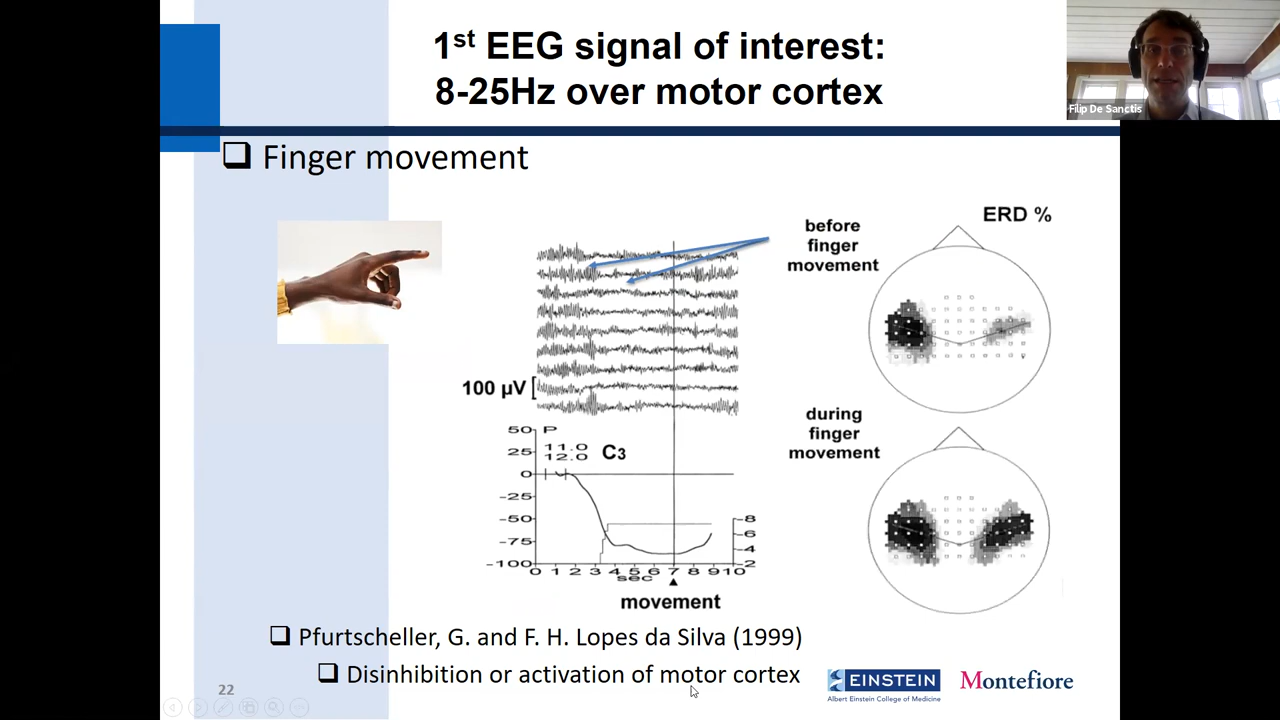 1st EEG signal of interest:
8-25Hz over motor cortex
Filip De Sanctis
❑ Finger movement
before
finger
movement
ERD %
100 µV
during
finger
movement
50 P
25
0
-25
-50
-75
-100
11.0
12.0
C3
8
6
4
2
0 1 2 3 4 5 6 7 8 9 10
sec
movement
❑ Pfurtscheller, G. and F. H. Lopes da Silva (1999)
❑ Disinhibition or activation of motor cortex
22
EINSTEIN
Albert Einstein College of Medicine
Montefiore